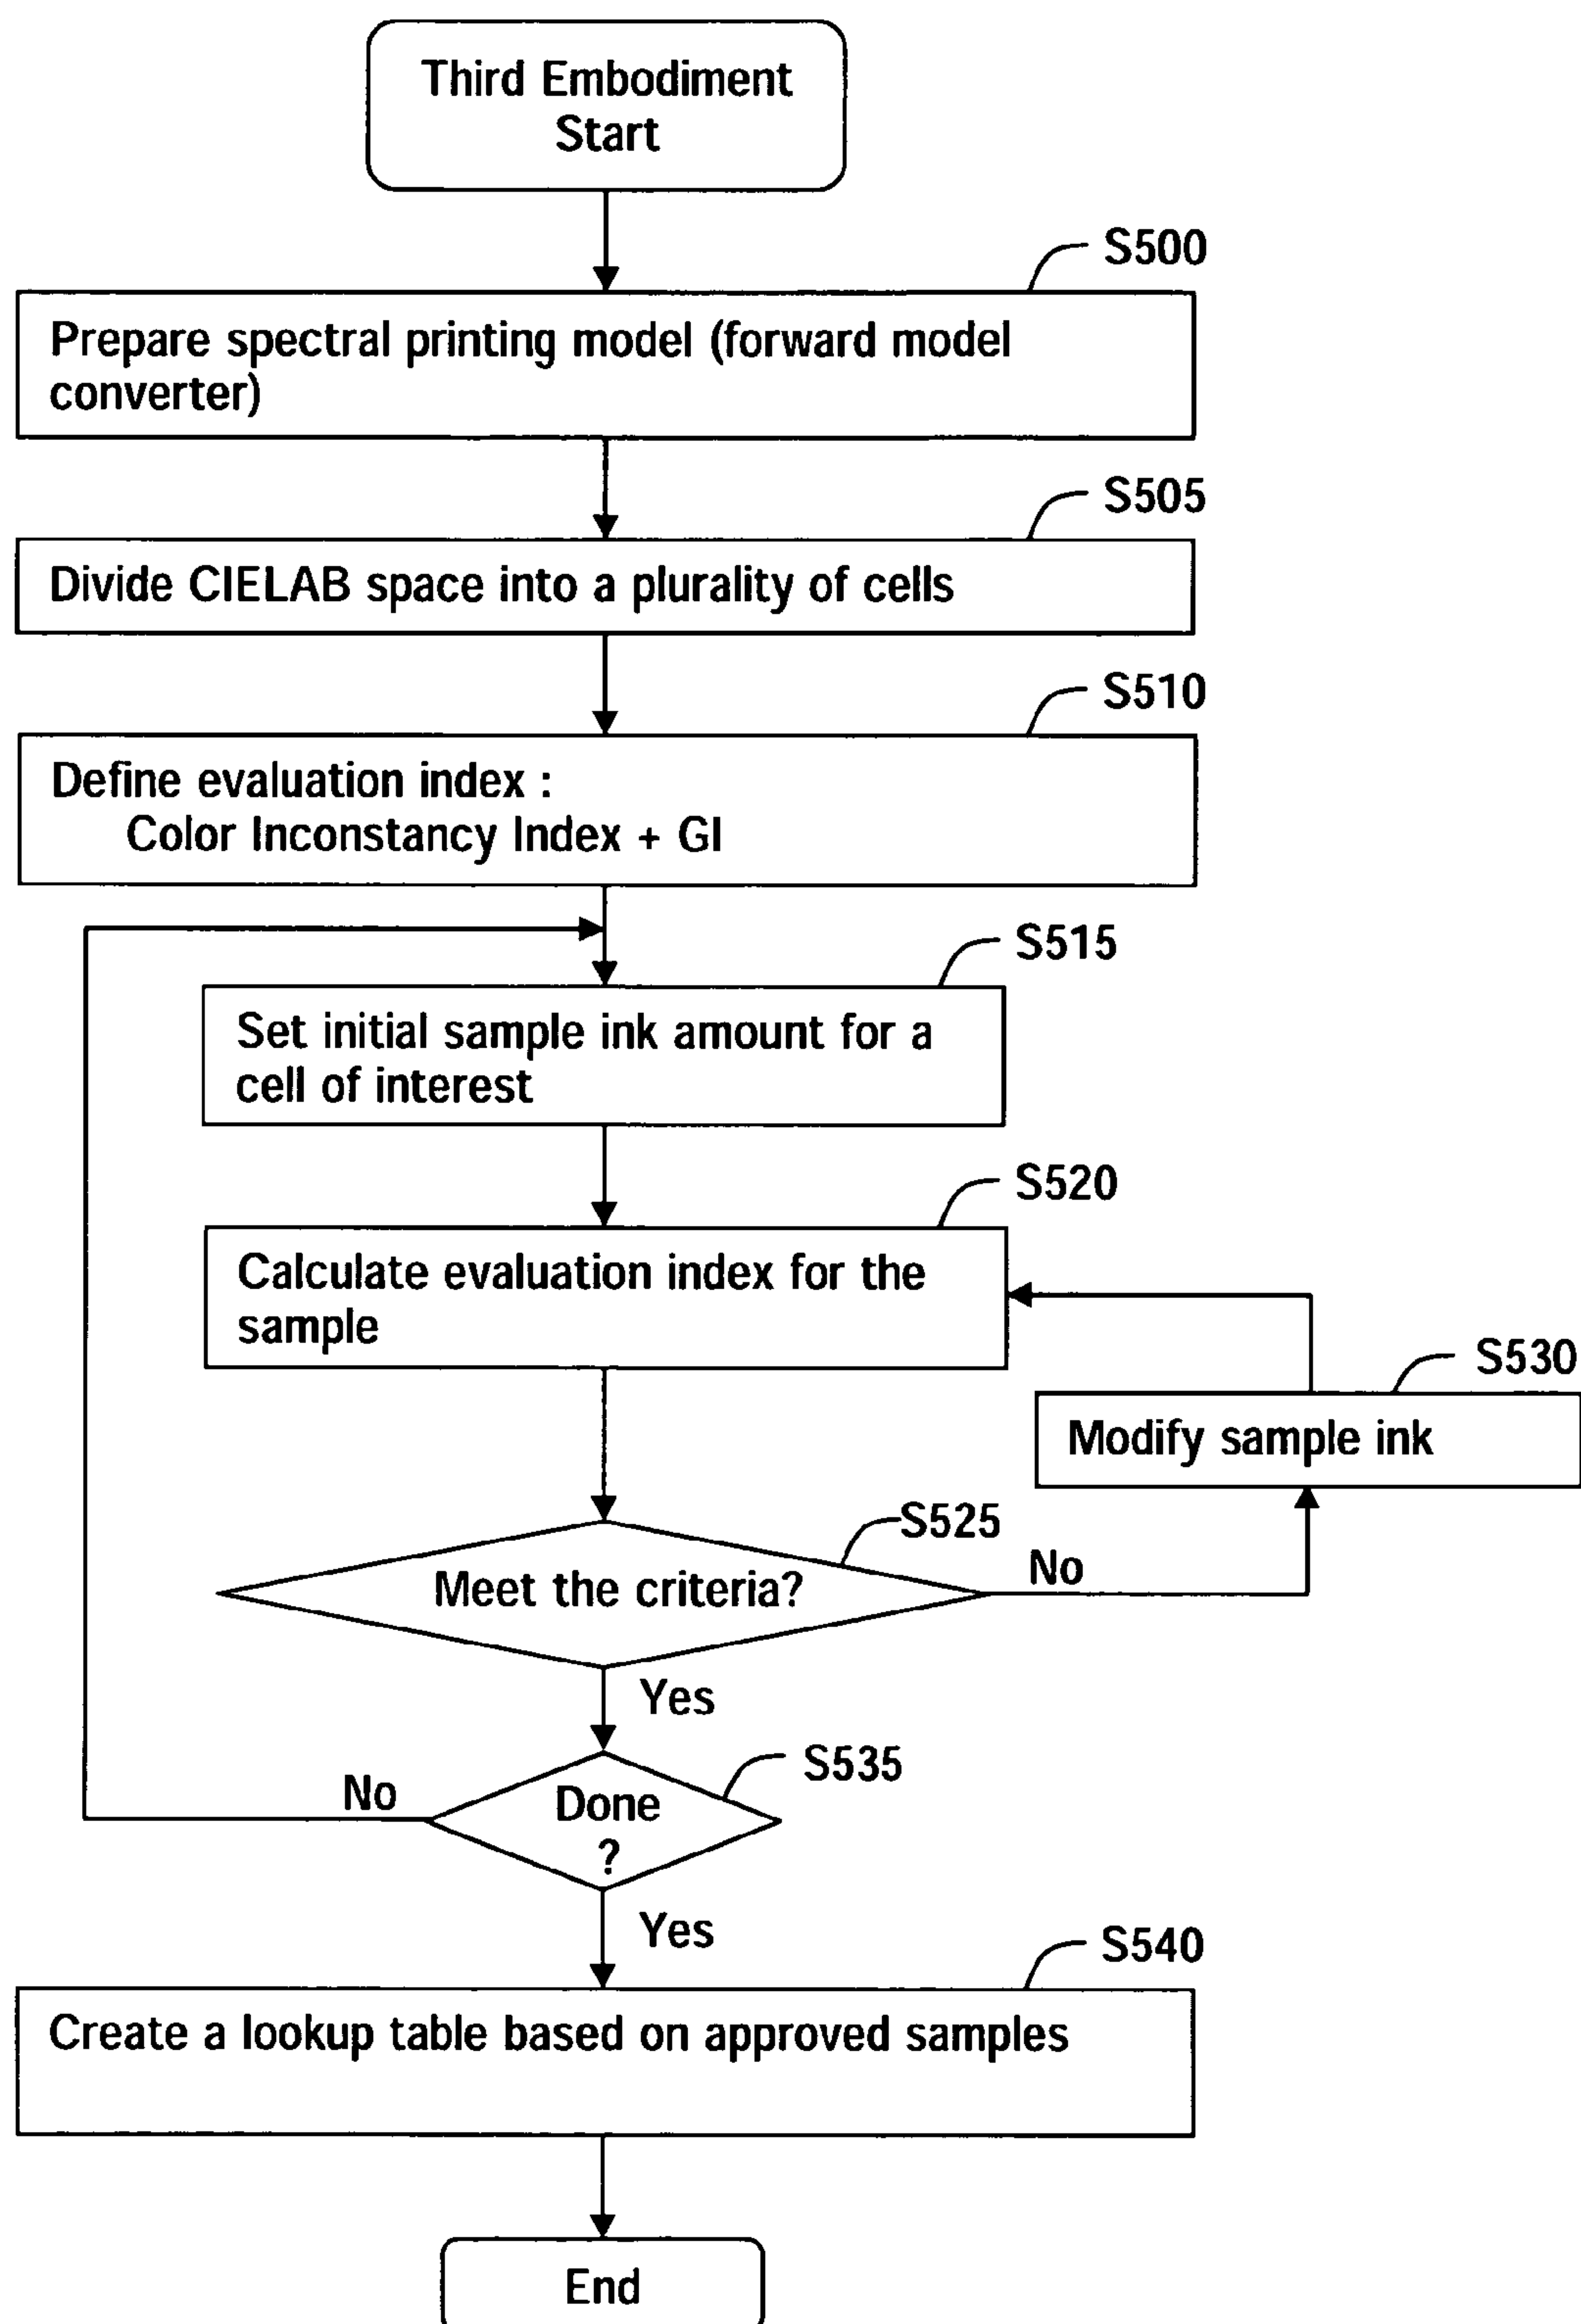 Third Embodiment
Start
S500
Prepare spectral printing model (forward model
converter)
S505
Divide CIELAB space into a plurality of cells
S510
Define evaluation index :
Color Inconstancy Index + GI
S515
Set initial sample ink amount for a
cell of interest
S520
Calculate evaluation index for the
sample
S530
Modify sample ink
S525
Meet the criteria?
No
Yes
S535
No
Done
?
Yes
S540
Create a lookup table based on approved samples
End